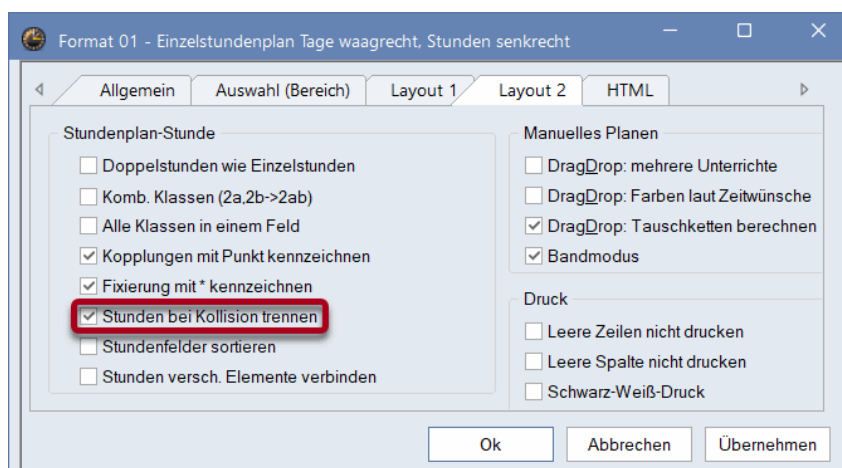 Format 01 - Einzelstundenplan Tage waagrecht, Stunden senkrecht
Allgemein
Auswahl (Bereich)
Layout 1
Layout 2
HTML
Stundenplan-Stunde
Doppelstunden wie Einzelstunden
Komb. Klassen (2a,2b->2ab)
Alle Klassen in einem Feld
Kopplungen mit Punkt kennzeichnen
Fixierung mit * kennzeichnen
Stunden bei Kollision trennen
Stundenfelder sortieren
Stunden versch. Elemente verbinden
Manuelles Planen
DragDrop: mehrere Unterrichte
DragDrop: Farben laut Zeitwünsche
DragDrop: Tauschketten berechnen
Bandmodus
Druck
Leere Zeilen nicht drucken
Leere Spalte nicht drucken
Schwarz-Weiß-Druck
Ok
Abbrechen
Übernehmen